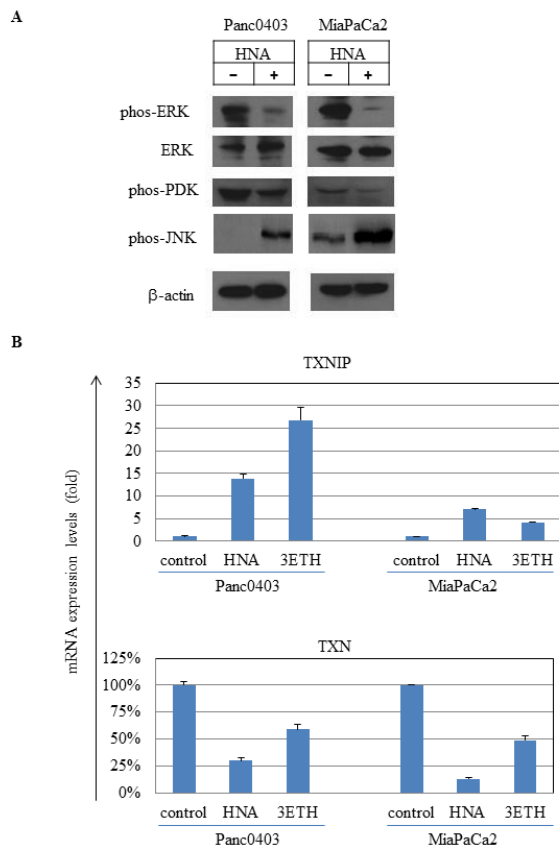 A
Panc0403 MiaPaCa2
HNA HNA
– + – +
phos-ERK
ERK
phos-PDK
phos-JNK
β-actin
B
mRNA expression levels (fold)
TXNIP
35
30
25
20
15
10
5
0
control HNA 3ETH control HNA 3ETH
Panc0403 MiaPaCa2
TXN
125%
100%
75%
50%
25%
0%
control HNA 3ETH control HNA 3ETH
Panc0403 MiaPaCa2